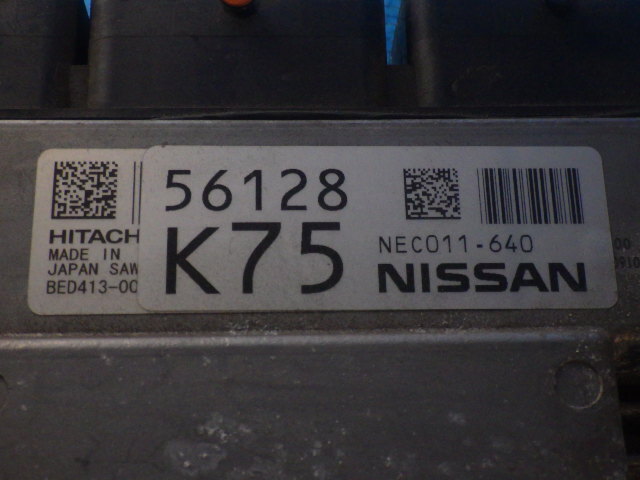 HITACH
MADE IN
JAPAN SAW
BED413-00
56128
K75
NEC011-640
NISSAN